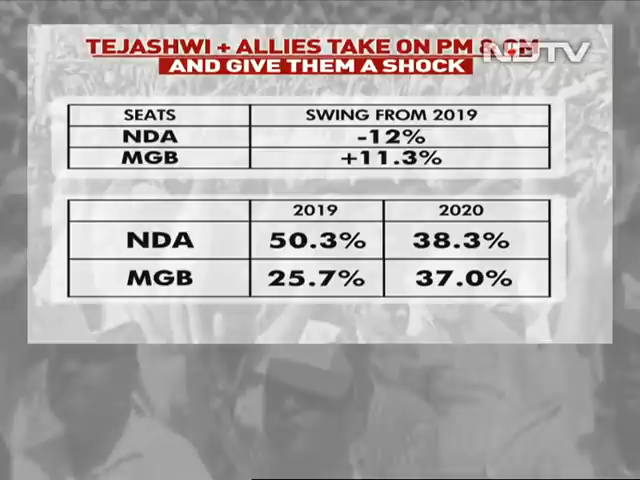 TEJASHWI + ALLIES TAKE ON PM & CM
NDTV
AND GIVE THEM A SHOCK
SEATS SWING FROM 2019
NDA -12%
MGB +11.3%
2019 2020
NDA 50.3% 38.3%
MGB 25.7% 37.0%